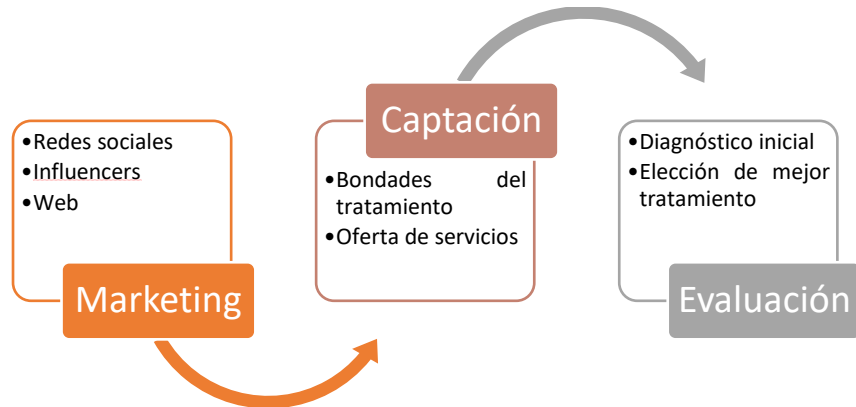 •Redes sociales
•Influencers
•Web
Marketing
Captación
•Bondades del
tratamiento
•Oferta de servicios
•Diagnóstico inicial
•Elección de mejor
tratamiento
Evaluación